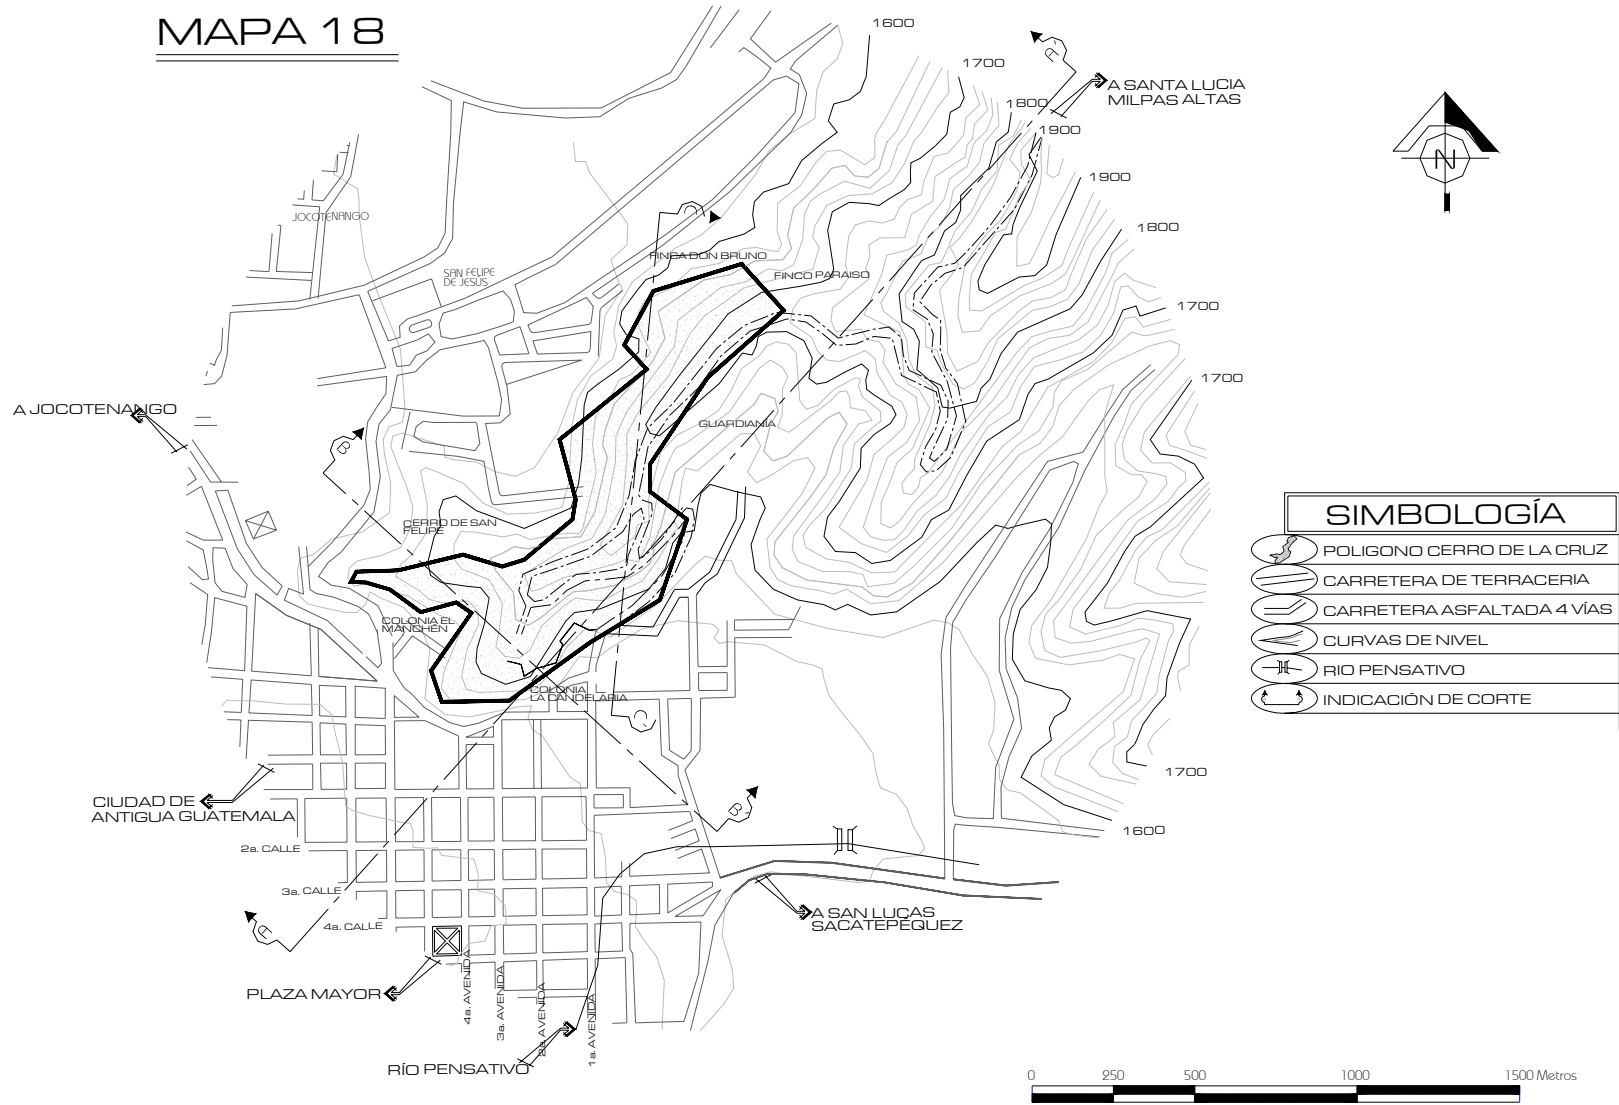 MAPA 18
1600
1700
1800
1900
A
A SANTA LUCIA
MILPAS ALTAS
N
1900
1800
1700
1700
JOCOTENANGO
C
SAN FELIPE
DE JESÚS
FINCA DON BRUNO
FINCO PARAISO
A JOCOTENANGO
B
GUARDIANÍA
CERRO DE SAN
FELIPE
COLONIA EL
MANCHÉN
COLONIA
LA CANDELARIA
C
SIMBOLOGÍA
POLIGONO CERRO DE LA CRUZ
CARRETERA DE TERRACERIA
CARRETERA ASFALTADA 4 VÍAS
CURVAS DE NIVEL
RIO PENSATIVO
INDICACIÓN DE CORTE
1700
CIUDAD DE
ANTIGUA GUATEMALA
B
1600
2a. CALLE
3a. CALLE
4a. CALLE
A
A SAN LUCAS
SACATEPÉQUEZ
PLAZA MAYOR
4a. AVENIDA
3a. AVENIDA
2a. AVENIDA
1a. AVENIDA
RÍO PENSATIVO
0 250 500 1000 1500 Metros